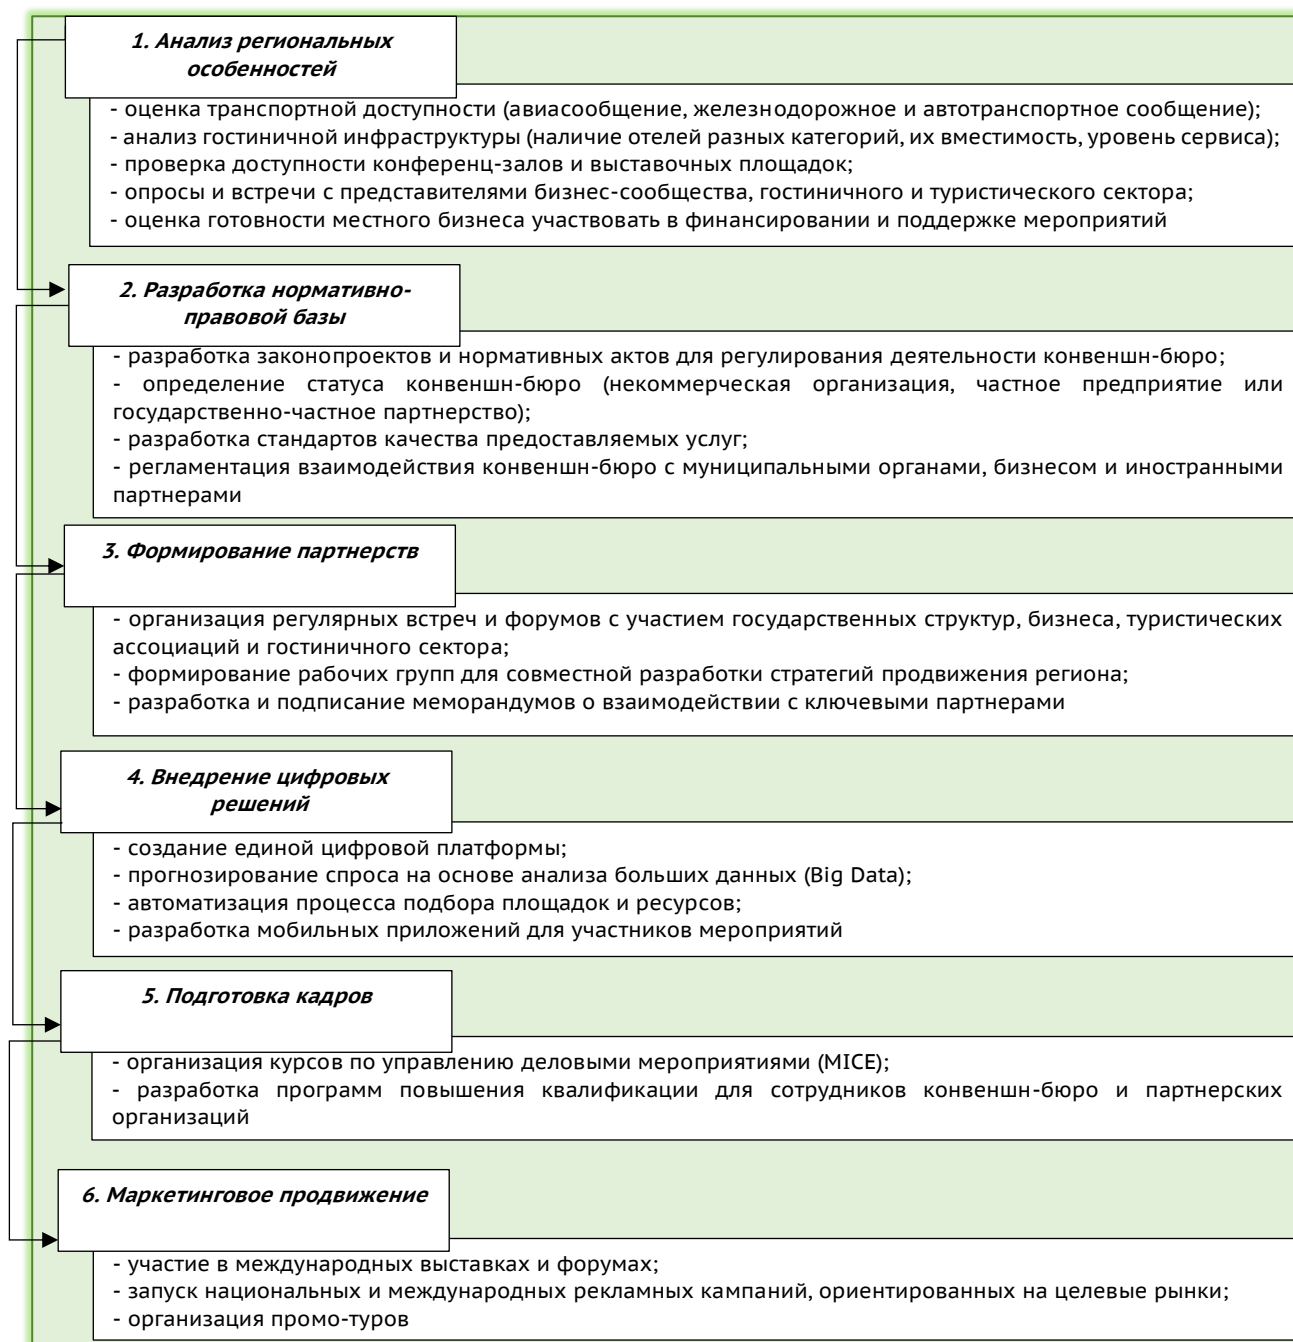 1. Анализ региональных
особенностей
- оценка транспортной доступности (авиасообщение, железнодорожное и автотранспортное сообщение);
- анализ гостиничной инфраструктуры (наличие отелей разных категорий, их вместимость, уровень сервиса);
- проверка доступности конференц-залов и выставочных площадок;
- опросы и встречи с представителями бизнес-сообщества, гостиничного и туристического сектора;
- оценка готовности местного бизнеса участвовать в финансировании и поддержке мероприятий
2. Разработка нормативно-
правовой базы
- разработка законопроектов и нормативных актов для регулирования деятельности конвеншн-бюро;
- определение статуса конвеншн-бюро (некоммерческая организация, частное предприятие или
государственно-частное партнерство);
- разработка стандартов качества предоставляемых услуг;
- регламентация взаимодействия конвеншн-бюро с муниципальными органами, бизнесом и иностранными
партнерами
3. Формирование партнерств
- организация регулярных встреч и форумов с участием государственных структур, бизнеса, туристических
ассоциаций и гостиничного сектора;
- формирование рабочих групп для совместной разработки стратегий продвижения региона;
- разработка и подписание меморандумов о взаимодействии с ключевыми партнерами
4. Внедрение цифровых
решений
- создание единой цифровой платформы;
- прогнозирование спроса на основе анализа больших данных (Big Data);
- автоматизация процесса подбора площадок и ресурсов;
- разработка мобильных приложений для участников мероприятий
5. Подготовка кадров
- организация курсов по управлению деловыми мероприятиями (MICE);
- разработка программ повышения квалификации для сотрудников конвеншн-бюро и партнерских
организаций
6. Маркетинговое продвижение
- участие в международных выставках и форумах;
- запуск национальных и международных рекламных кампаний, ориентированных на целевые рынки;
- организация промо-туров